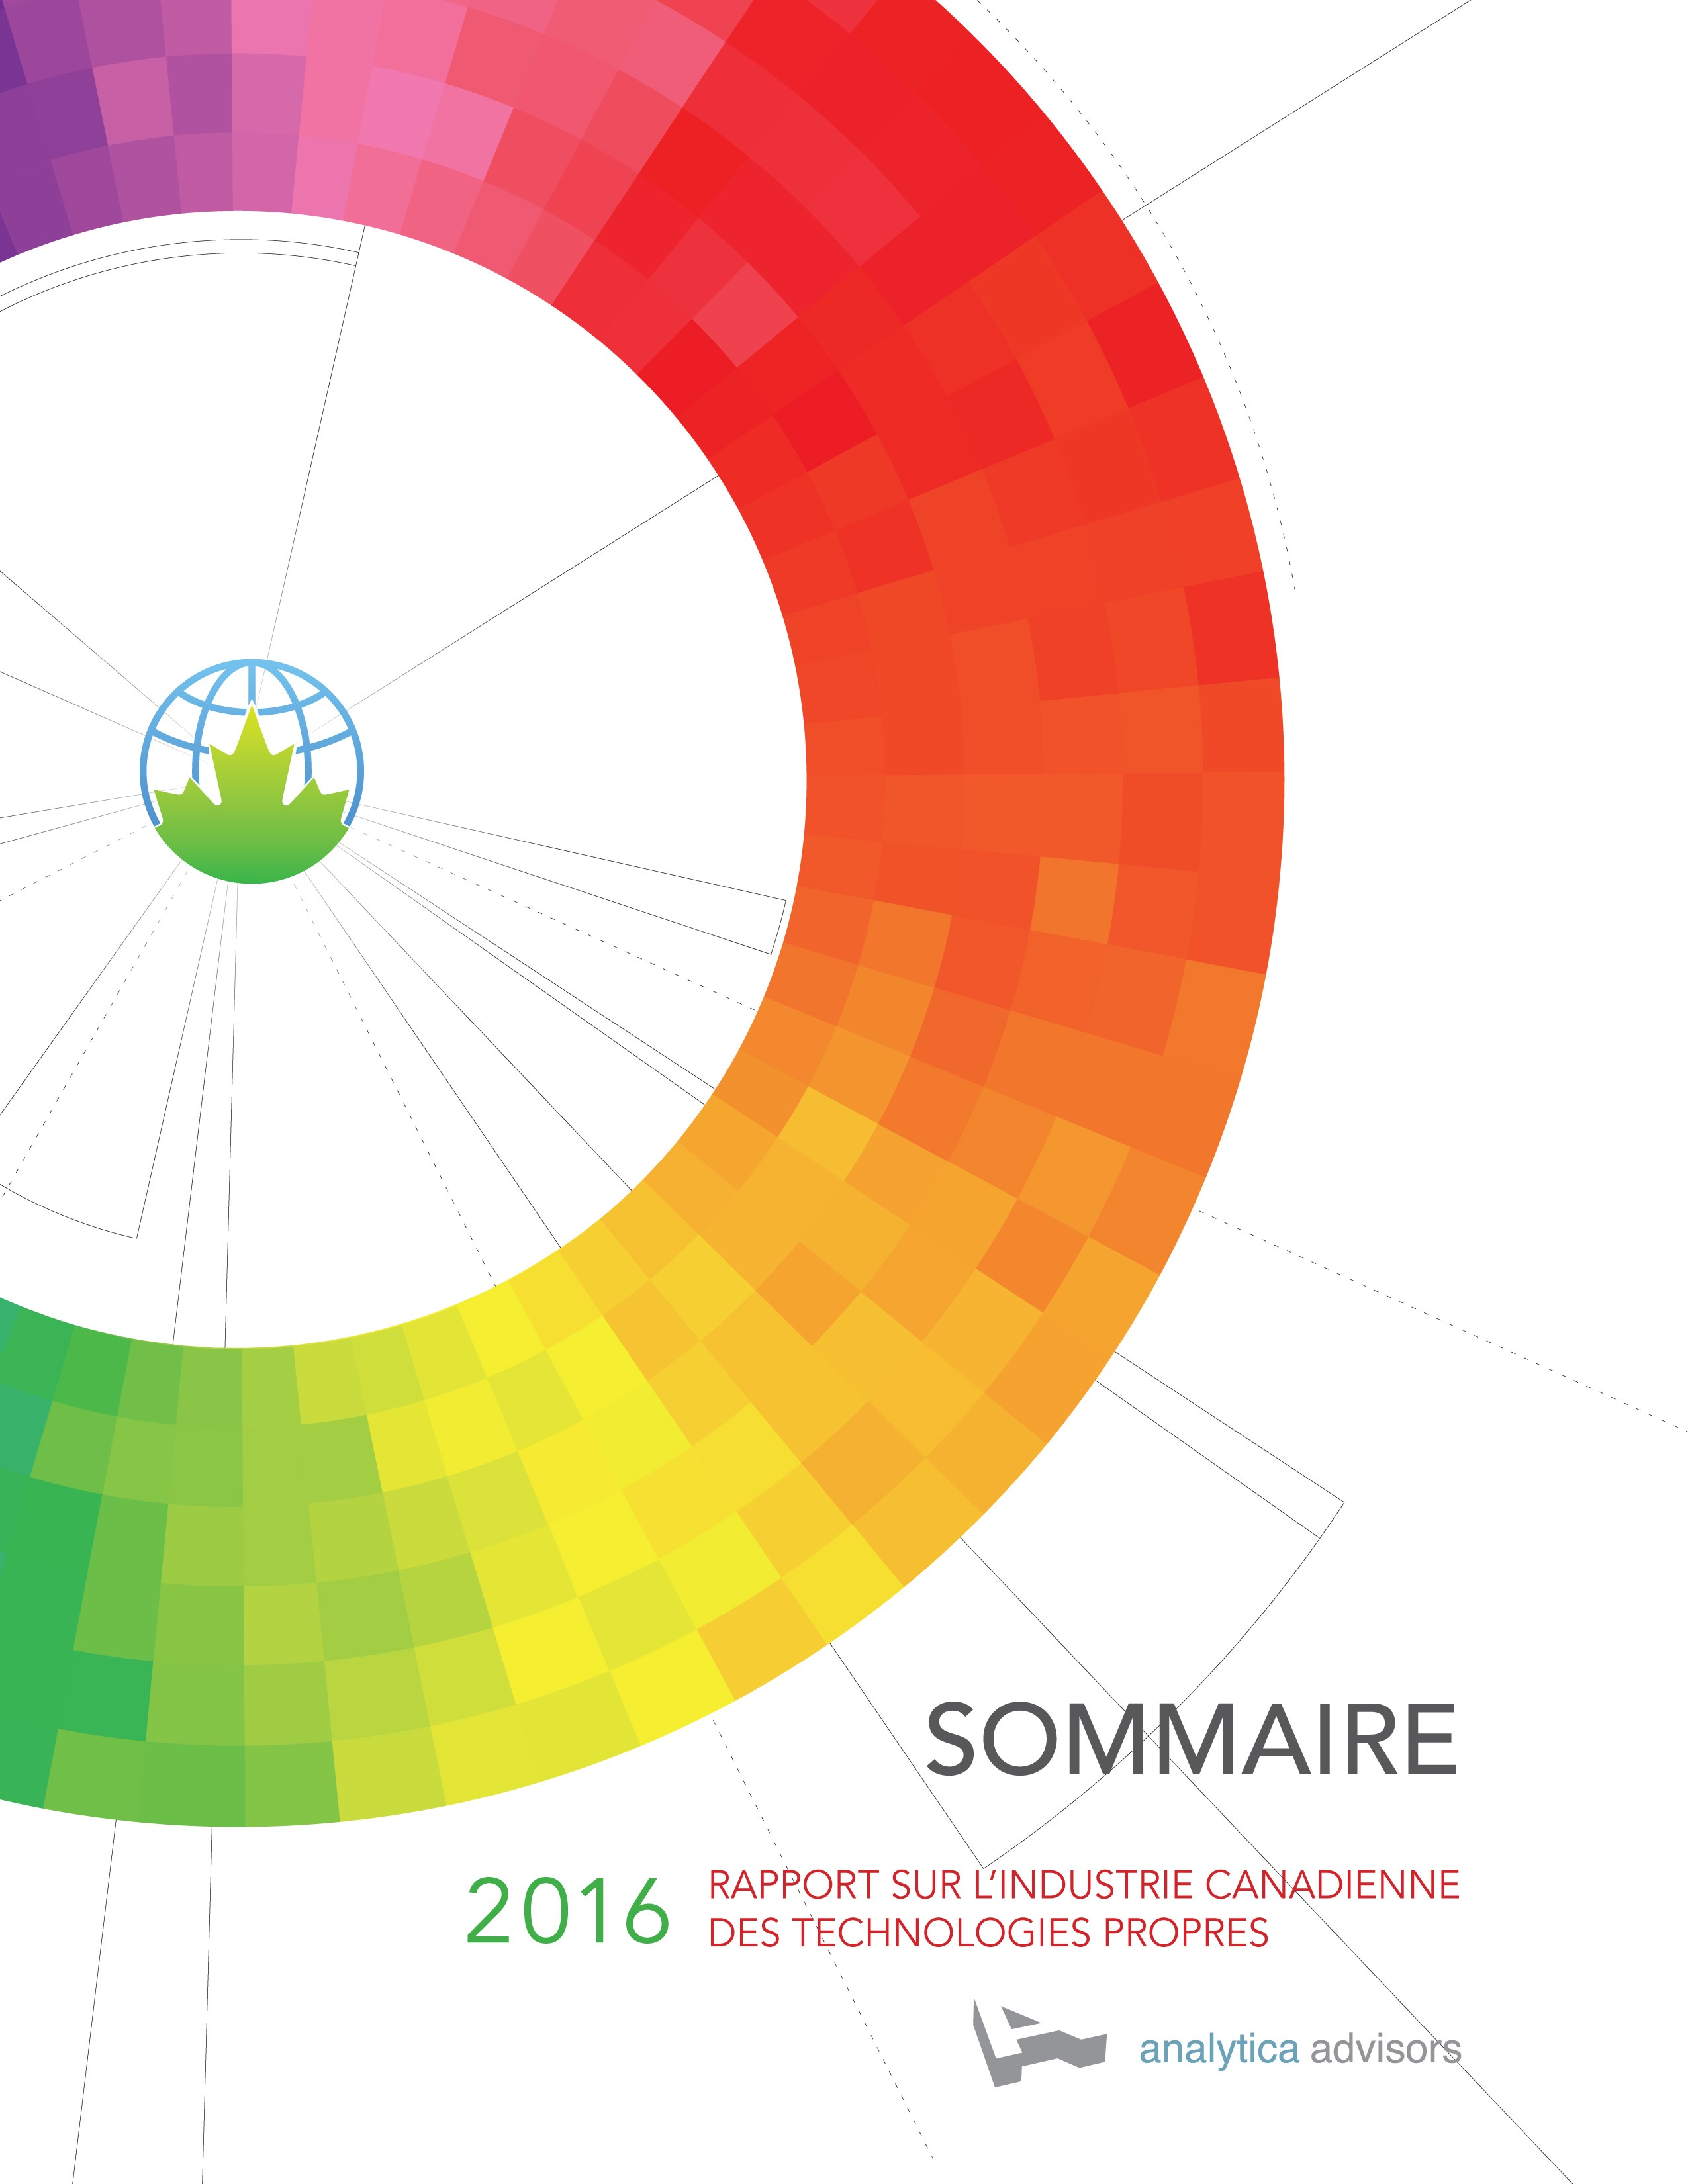 SOMMAIRE
2016 RAPPORT SUR L'INDUSTRIE CANADIENNE
DES TECHNOLOGIES PROPRES
analytica advisors